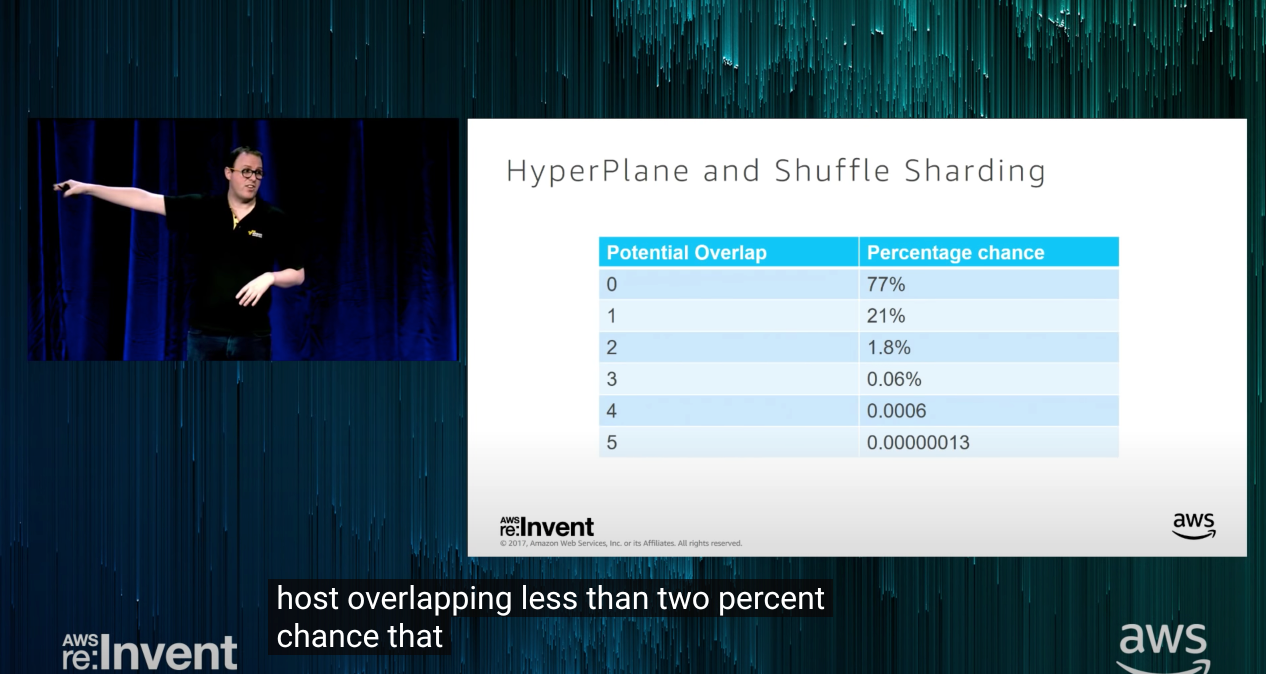 HyperPlane and Shuffle Sharding
Potential Overlap Percentage chance
0 77%
1 21%
2 1.8%
3 0.06%
4 0.0006
5 0.00000013
AWS
re:Invent
© 2017, Amazon Web Services, Inc. or its Affiliates. All rights reserved.
aws
host overlapping less than two percent
chance that
AWS
re:Invent
aws